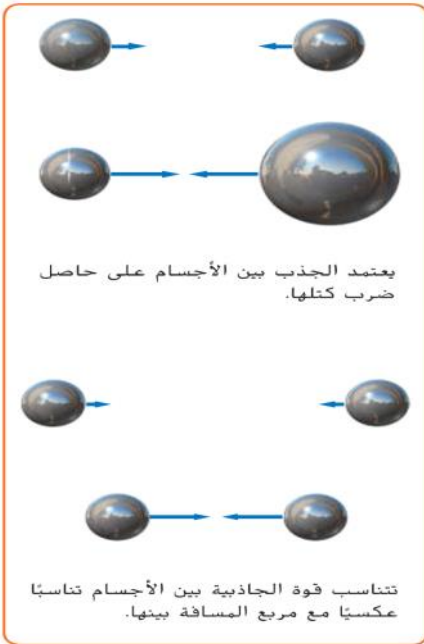 يعتمد الجذب بين الأجسام على حاصل
ضرب كتلها.
تتناسب قوة الجاذبية بين الأجسام تناسبًا
عكسيًا مع مربع المسافة بينها.